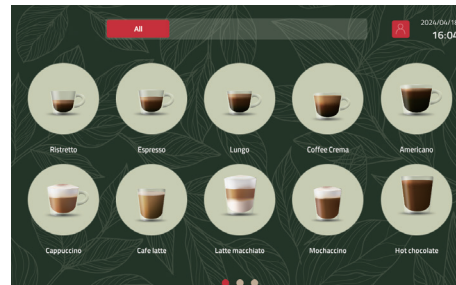 All
2024/04/18
16:04
Ristretto
Espresso
Lungo
Coffee Crema
Americano
Cappuccino
Cafe latte
Latte macchiato
Mochaccino
Hot chocolate